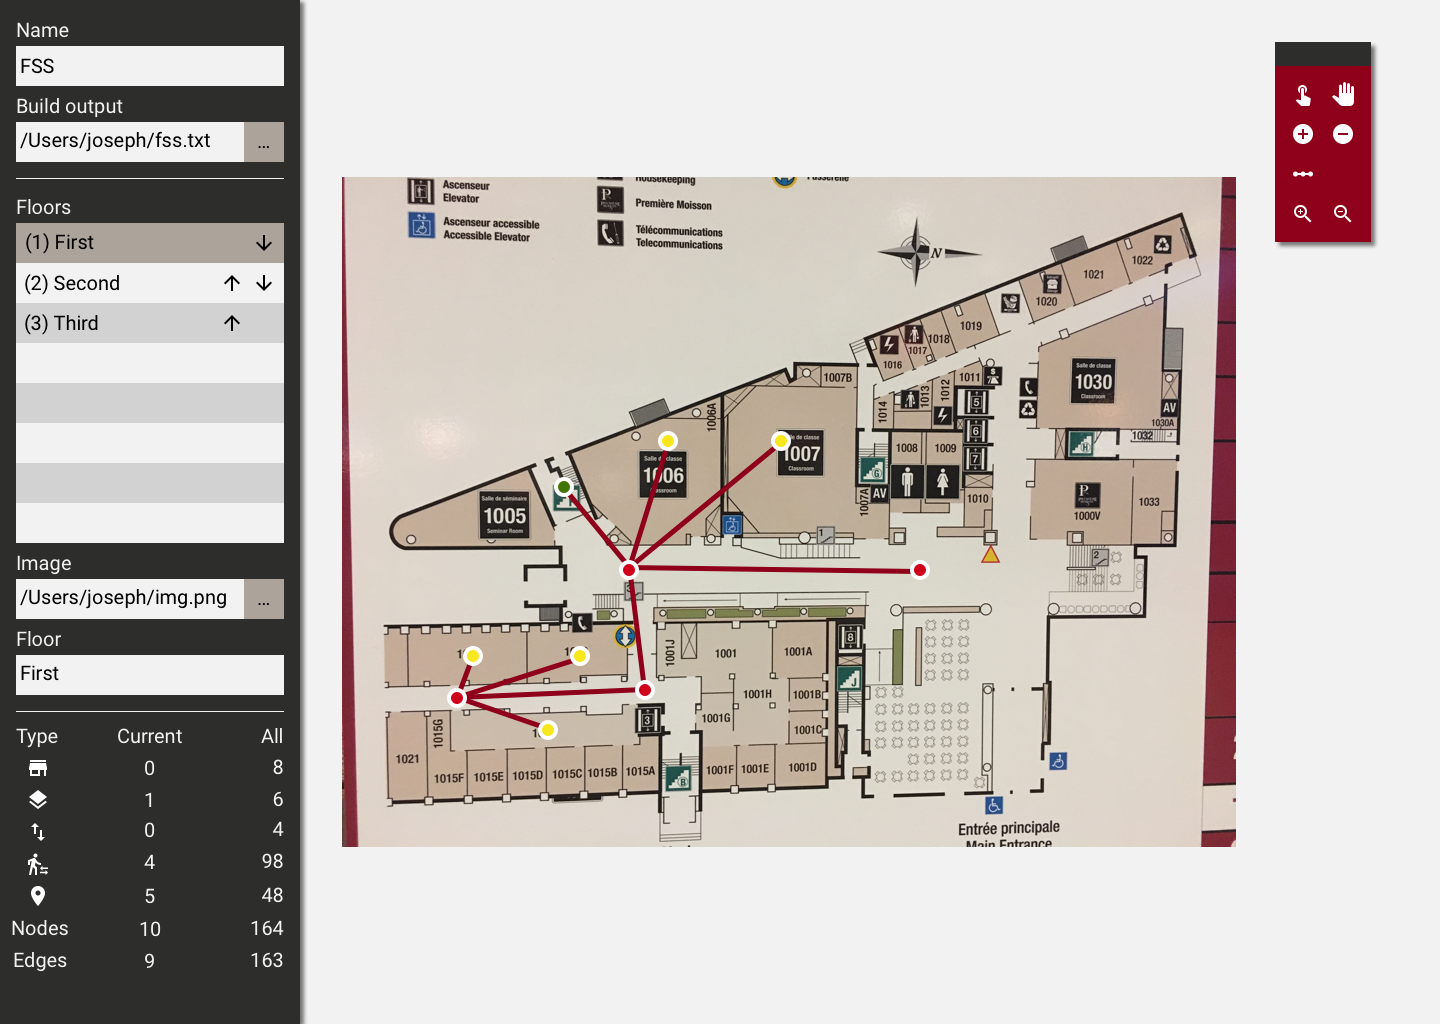 Name
FSS
Build output
/Users/joseph/fss.txt
...
Floors
(1) First
(2) Second
(3) Third
Image
/Users/joseph/img.png
...
Floor
First
Type Current All
0 8
1 6
0 4
4 98
5 48
Nodes 10 164
Edges 9 163
Ascenseur
Elevator
Ascenseur accessible
Accessible Elevator
Housekeeping
Première Moisson
Télécommunications
Telecommunications
Passerelle
N
1022
1021
1020
1019
1018
1017
1016
1014
1013
1012
1011
5
6
7
Salle de classe
1030
Classroom
AV
1030A
1032
H
1007B
1006A
Salle de classe
1006
Classroom
de classe
1007
Classroom
1008
1009
G
AV
1007A
1010
1000V
1033
Salle de séminaire
1005
Seminar Room
1
2
1001J
1001
1001A
1001H
1001B
1001G
1001C
1001F
1001E
1001D
8
J
3
B
1021
1015G
1015F
1015E
1015D
1015C
1015B
1015A
Entrée principale
Main Entrance